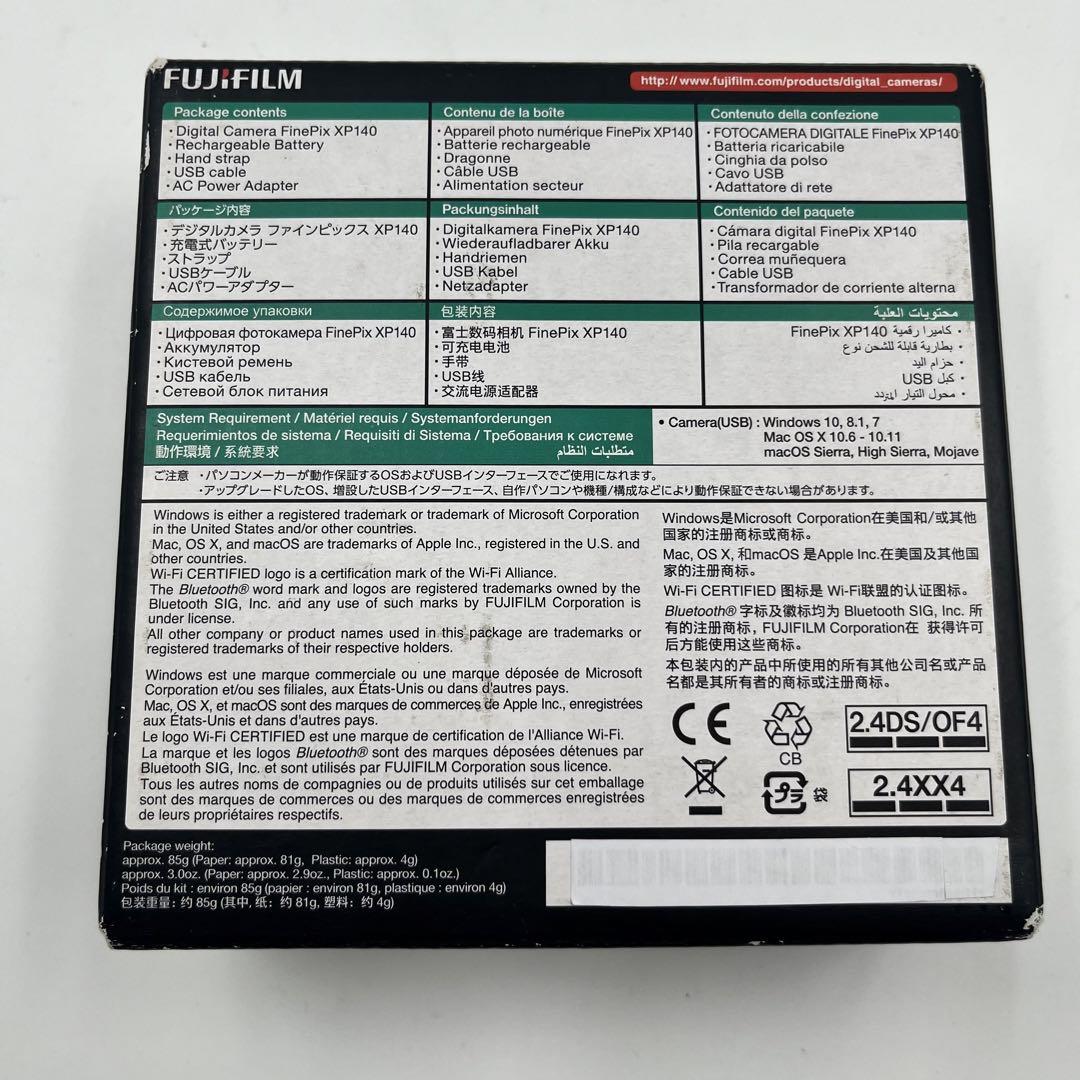 FUJIFILM
http://www.fujifilm.com/products/digital_cameras/
Package contents
・Digital Camera FinePix XP140
・Rechargeable Battery
・Hand strap
・USB cable
・AC Power Adapter
Contenu de la boîte
・Appareil photo numérique FinePix XP140
・Batterie rechargeable
・Dragonne
・Câble USB
・Alimentation secteur
Contenuto della confezione
・FOTOCAMERA DIGITALE FinePix XP140
・Batteria ricaricabile
・Cinghia da polso
・Cavo USB
・Adattatore di rete
パッケージ内容
・デジタルカメラ ファインピックス XP140
・充電式バッテリー
・ストラップ
・USBケーブル
・ACパワーアダプター
Packungsinhalt
・Digitalkamera FinePix XP140
・Wiederaufladbarer Akku
・Handriemen
・USB Kabel
・Netzadapter
Contenido del paquete
・Cámara digital FinePix XP140
・Pila recargable
・Correa muñequera
・Cable USB
・Transformador de corriente alterna
Содержимое упаковки
・Цифровая фотокамера FinePix XP140
・Аккумулятор
・Кистевой ремень
・USB кабель
・Сетевой блок питания
包装内容
・富士数码相机 FinePix XP140
・可充电电池
・手带
・USB线
・交流电源适配器
محتويات العلبة
・ كاميرا رقمية FinePix XP140
・ بطارية قابلة للشحن نوع
・ حزام اليد
・ كبل USB
・ محول التيار المتردد
System Requirement / Matériel requis / Systemanforderungen
Requerimientos de sistema / Requisiti di Sistema / Требования к системе
動作環境 / 系統要求 متطلبات النظام
• Camera(USB) : Windows 10, 8.1, 7
Mac OS X 10.6 - 10.11
macOS Sierra, High Sierra, Mojave
ご注意 ・パソコンメーカーが動作保証するOSおよびUSBインターフェースでご使用になれます。
・アップグレードしたOS、増設したUSBインターフェース、自作パソコンや機種/構成などにより動作保証できない場合があります。
Windows is either a registered trademark or trademark of Microsoft Corporation
in the United States and/or other countries.
Mac, OS X, and macOS are trademarks of Apple Inc., registered in the U.S. and
other countries.
Wi-Fi CERTIFIED logo is a certification mark of the Wi-Fi Alliance.
The Bluetooth® word mark and logos are registered trademarks owned by
Bluetooth SIG, Inc. and any use of such marks by FUJIFILM Corporation is
under license.
All other company or product names used in this package are trademarks or
registered trademarks of their respective holders.
Windows est une marque commerciale ou une marque déposée de Microsoft
Corporation et/ou ses filiales, aux États-Unis ou dans d'autres pays.
Mac, OS X, et macOS sont des marques de commerces de Apple Inc., enregistrées
aux États-Unis et dans d'autres pays.
Le logo Wi-Fi CERTIFIED est une marque de certification de l'Alliance Wi-Fi.
La marque et les logos Bluetooth® sont des marques déposées détenues par
Bluetooth SIG, Inc. et sont utilisés par FUJIFILM Corporation sous licence.
Tous les autres noms de compagnies ou de produits utilisés sur cet emballage
sont des marques de commerces ou des marques de commerces enregistrées
de leurs propriétaires respectifs.
Windows是Microsoft Corporation在美国和/或其他
国家的注册商标或商标。
Mac, OS X, 和macOS 是Apple Inc.在美国及其他国
家的注册商标。
Wi-Fi CERTIFIED 图标是 Wi-Fi联盟的认证图标。
Bluetooth® 字标及徽标均为 Bluetooth SIG, Inc. 所
有的注册商标，FUJIFILM Corporation在 获得许可
后方能使用这些商标。
本包装内的产品中所使用的所有其他公司名或产品
名都是其所有者的商标或注册商标。
CE
CB
2.4DS/OF4
プラ 袋
2.4XX4
Package weight:
approx. 85g (Paper: approx. 81g, Plastic: approx. 4g)
approx. 3.0oz. (Paper: approx. 2.9oz., Plastic: approx. 0.1oz.)
Poids du kit : environ 85g (papier : environ 81g, plastique : environ 4g)
包装重量: 约 85g (其中, 纸: 约 81g, 塑料: 约 4g)